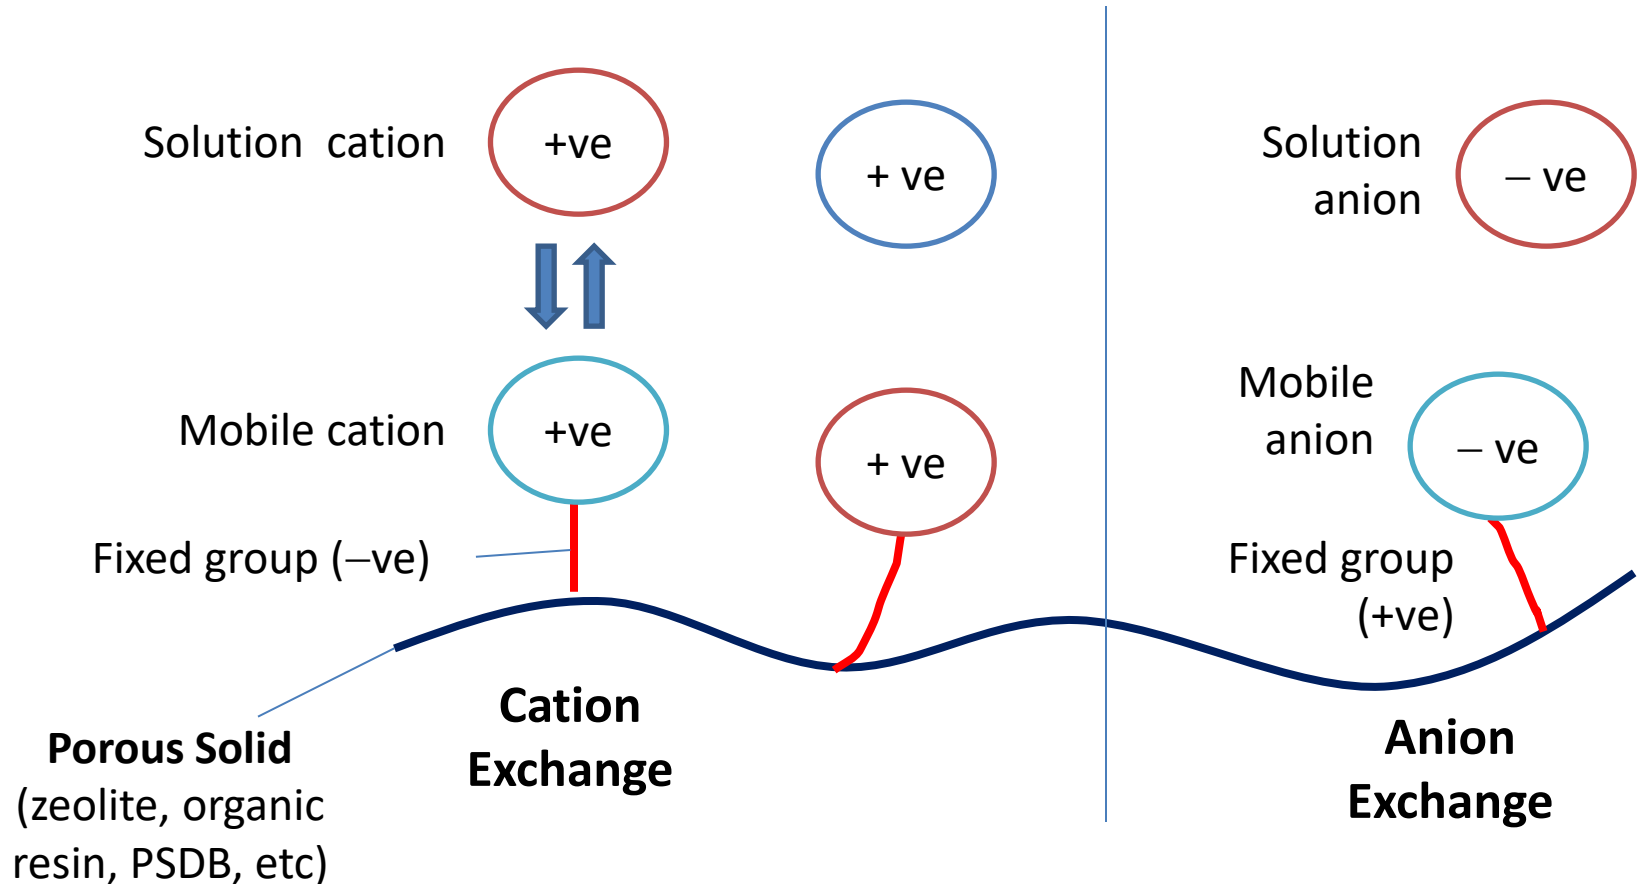 Solution  cation
+ve
+ ve
Mobile cation
+ve
+ ve
Fixed group (−ve)
Cation
Exchange
Porous Solid
(zeolite, organic
resin, PSDB, etc)
Solution
anion
− ve
Mobile
anion
− ve
Fixed group
(+ve)
Anion
Exchange